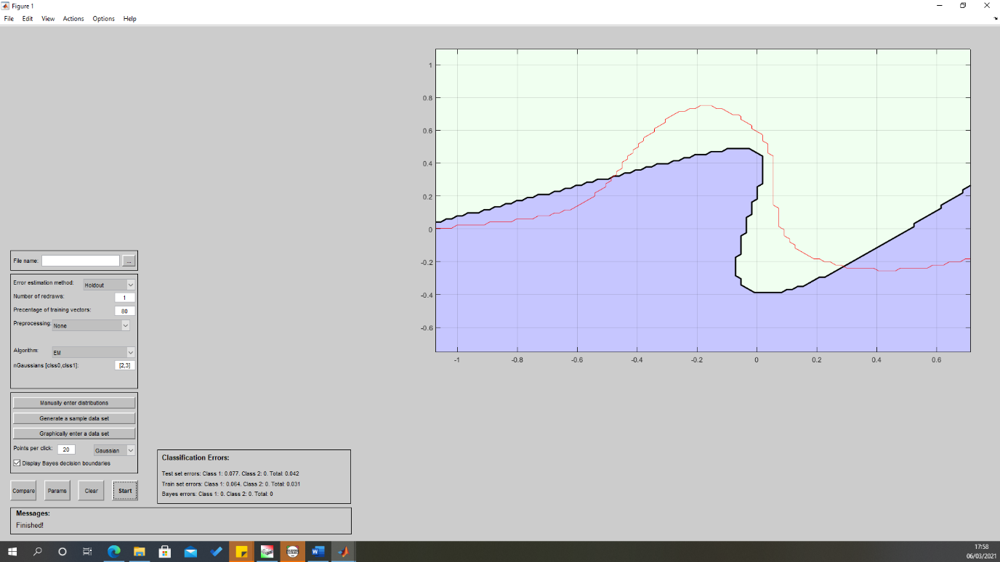 Figure 1
File Edit View Actions Options Help
1
0.8
0.6
0.4
0.2
0
-0.2
-0.4
-0.6
-1 -0.8 -0.6 -0.4 -0.2 0 0.2 0.4 0.6
File name: ...
Error estimation method: Holdout
Number of redraws: 1
Precentage of training vectors: 80
Preprocessing: None
Algorithm: EM
nGaussians [clss0,clss1]: [2,3]
Manually enter distributions
Generate a sample data set
Graphically enter a data set
Points per click: 20 Gaussian
Display Bayes decision boundaries
Compare Params Clear Start
Classification Errors:
Test set errors: Class 1: 0.077. Class 2: 0. Total: 0.042
Train set errors: Class 1: 0.064. Class 2: 0. Total: 0.031
Bayes errors: Class 1: 0. Class 2: 0. Total: 0
Messages:
Finished!
17:58
06/03/2021